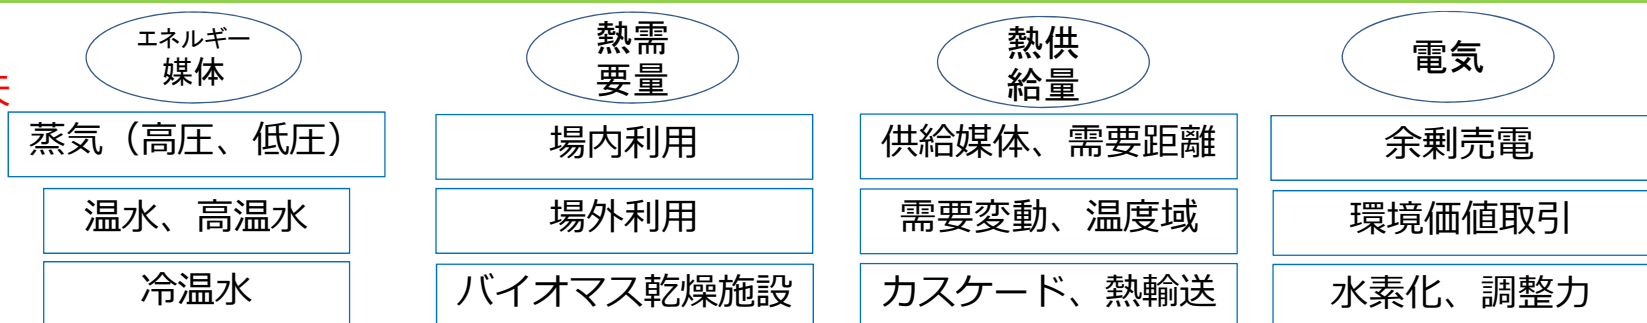 エネルギー
媒体
蒸気（高圧、低圧）
温水、高温水
冷温水
熱需
要量
場内利用
場外利用
バイオマス乾燥施設
熱供
給量
供給媒体、需要距離
需要変動、温度域
カスケード、熱輸送
電気
余剰売電
環境価値取引
水素化、調整力